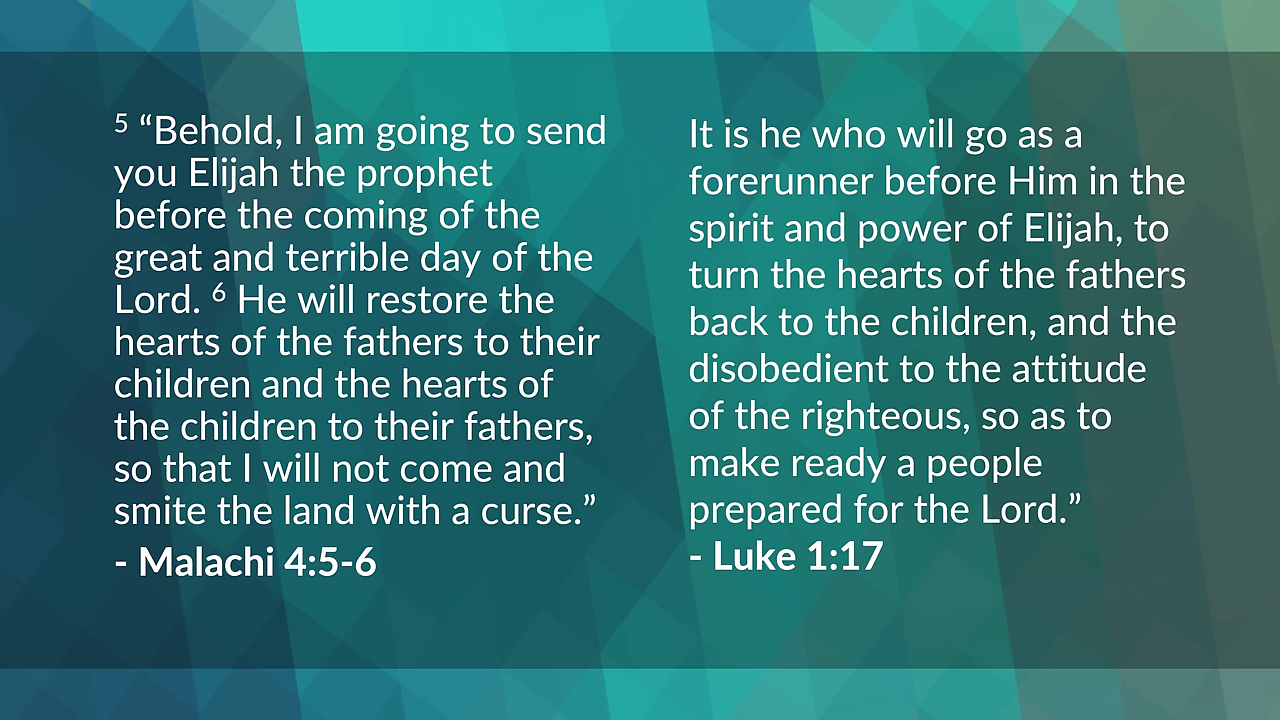 5 “Behold, I am going to send
you Elijah the prophet
before the coming of the
great and terrible day of the
Lord. 6 He will restore the
hearts of the fathers to their
children and the hearts of
the children to their fathers,
so that I will not come and
smite the land with a curse.”
- Malachi 4:5-6
It is he who will go as a
forerunner before Him in the
spirit and power of Elijah, to
turn the hearts of the fathers
back to the children, and the
disobedient to the attitude
of the righteous, so as to
make ready a people
prepared for the Lord.”
- Luke 1:17